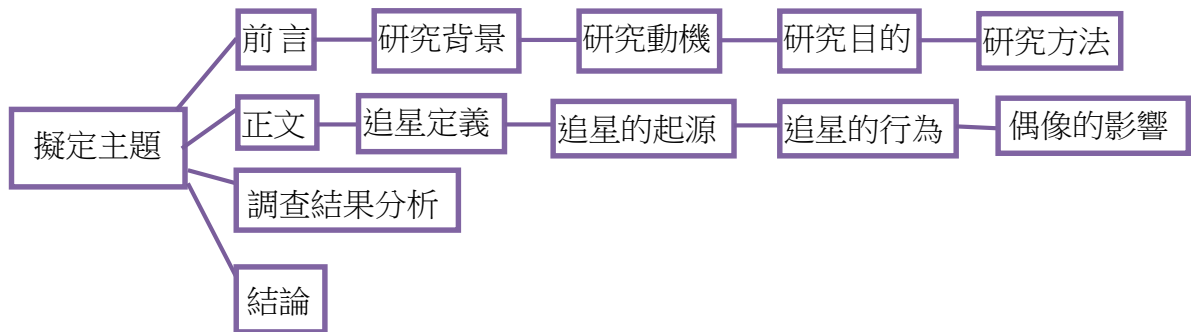 前言
研究背景
研究動機
研究目的
研究方法
擬定主題
正文
追星定義
追星的起源
追星的行為
偶像的影響
調查結果分析
結論